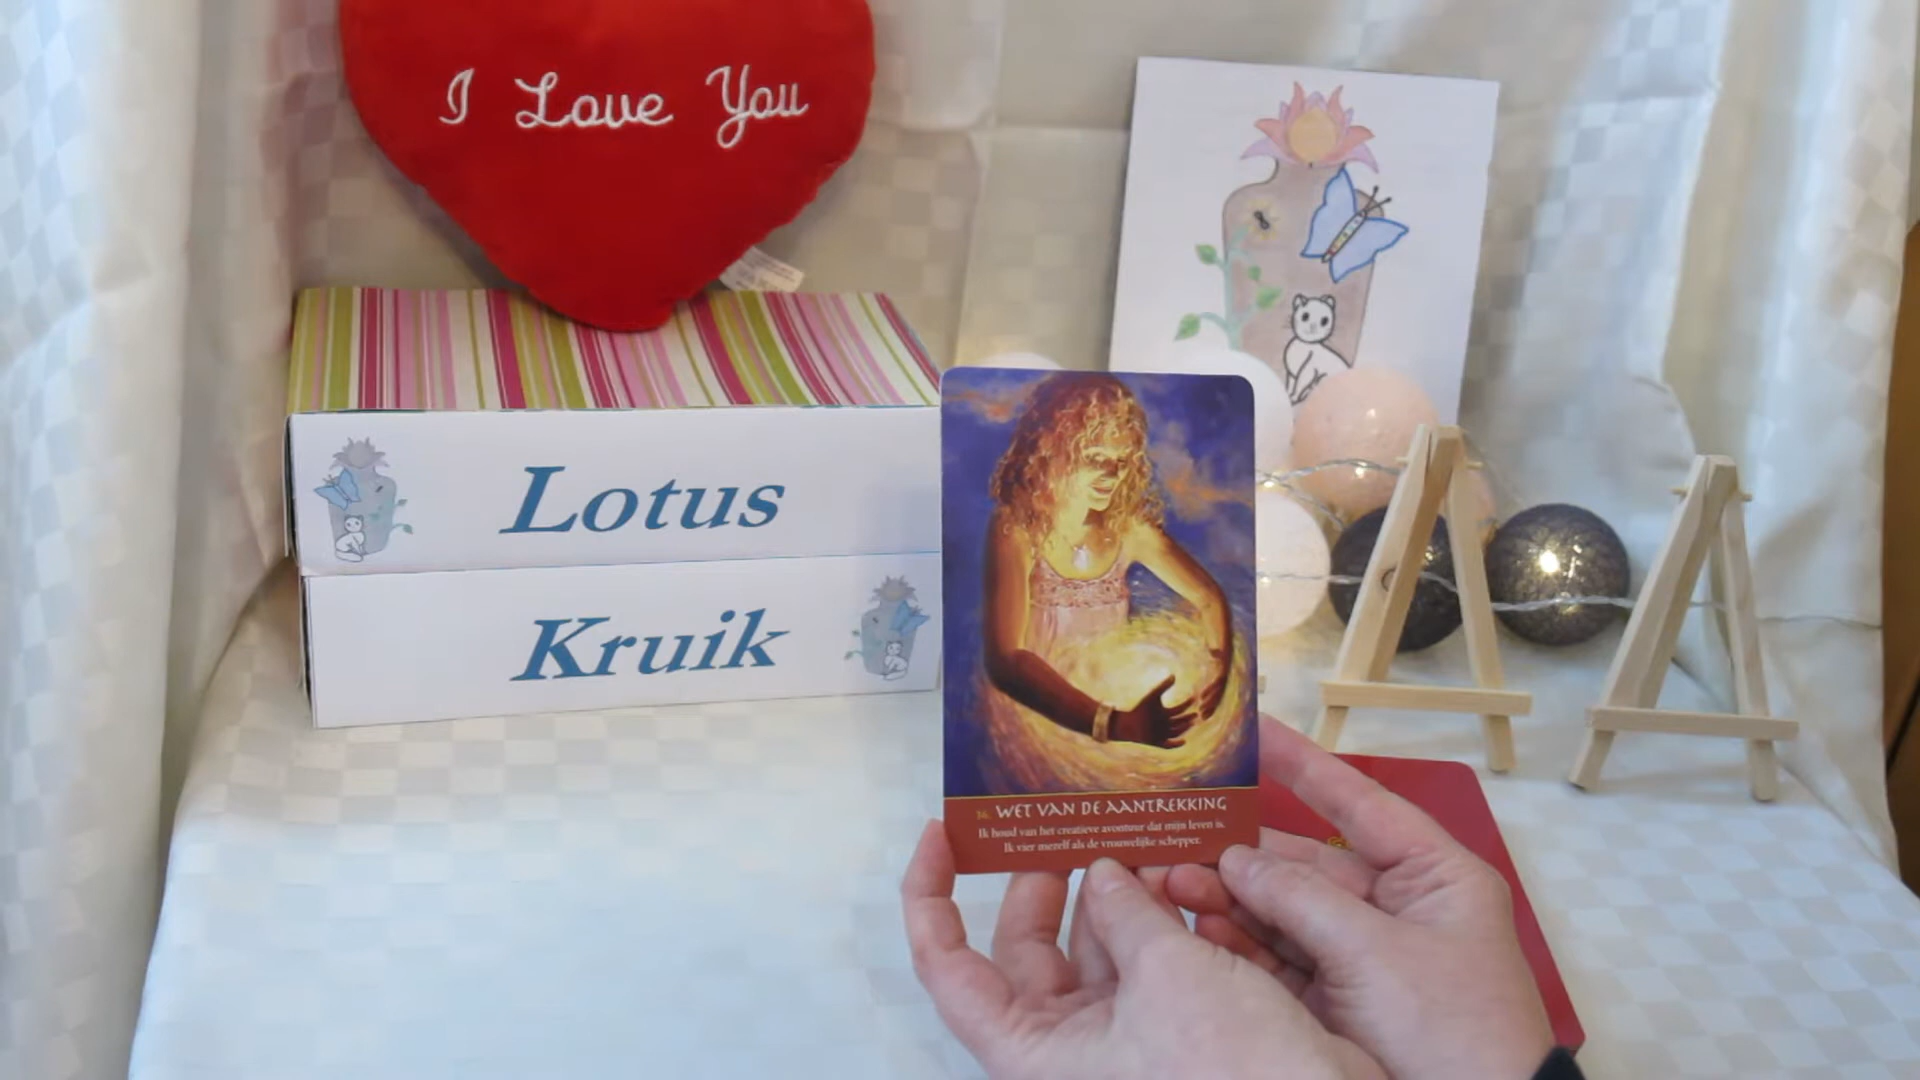 I Love You
Lotus
Kruik
36. WET VAN DE AANTREKKING
Ik houd van het creatieve avontuur dat mijn leven is.
Ik vier mezelf als de vrouwelijke schepper.